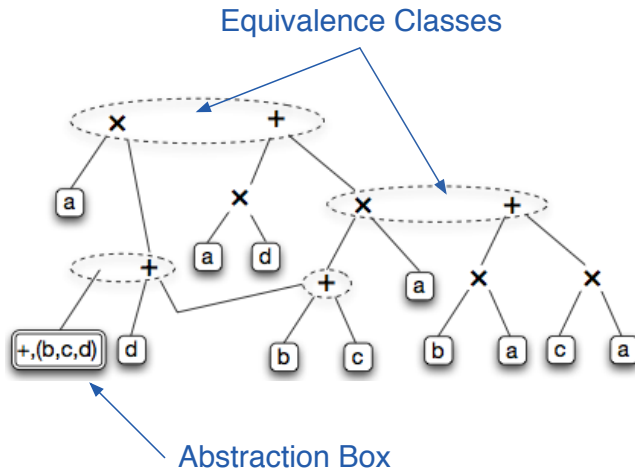 Equivalence Classes
× +
a × × +
a d
+ + a × ×
+,(b,c,d) d b c b a c a
Abstraction Box